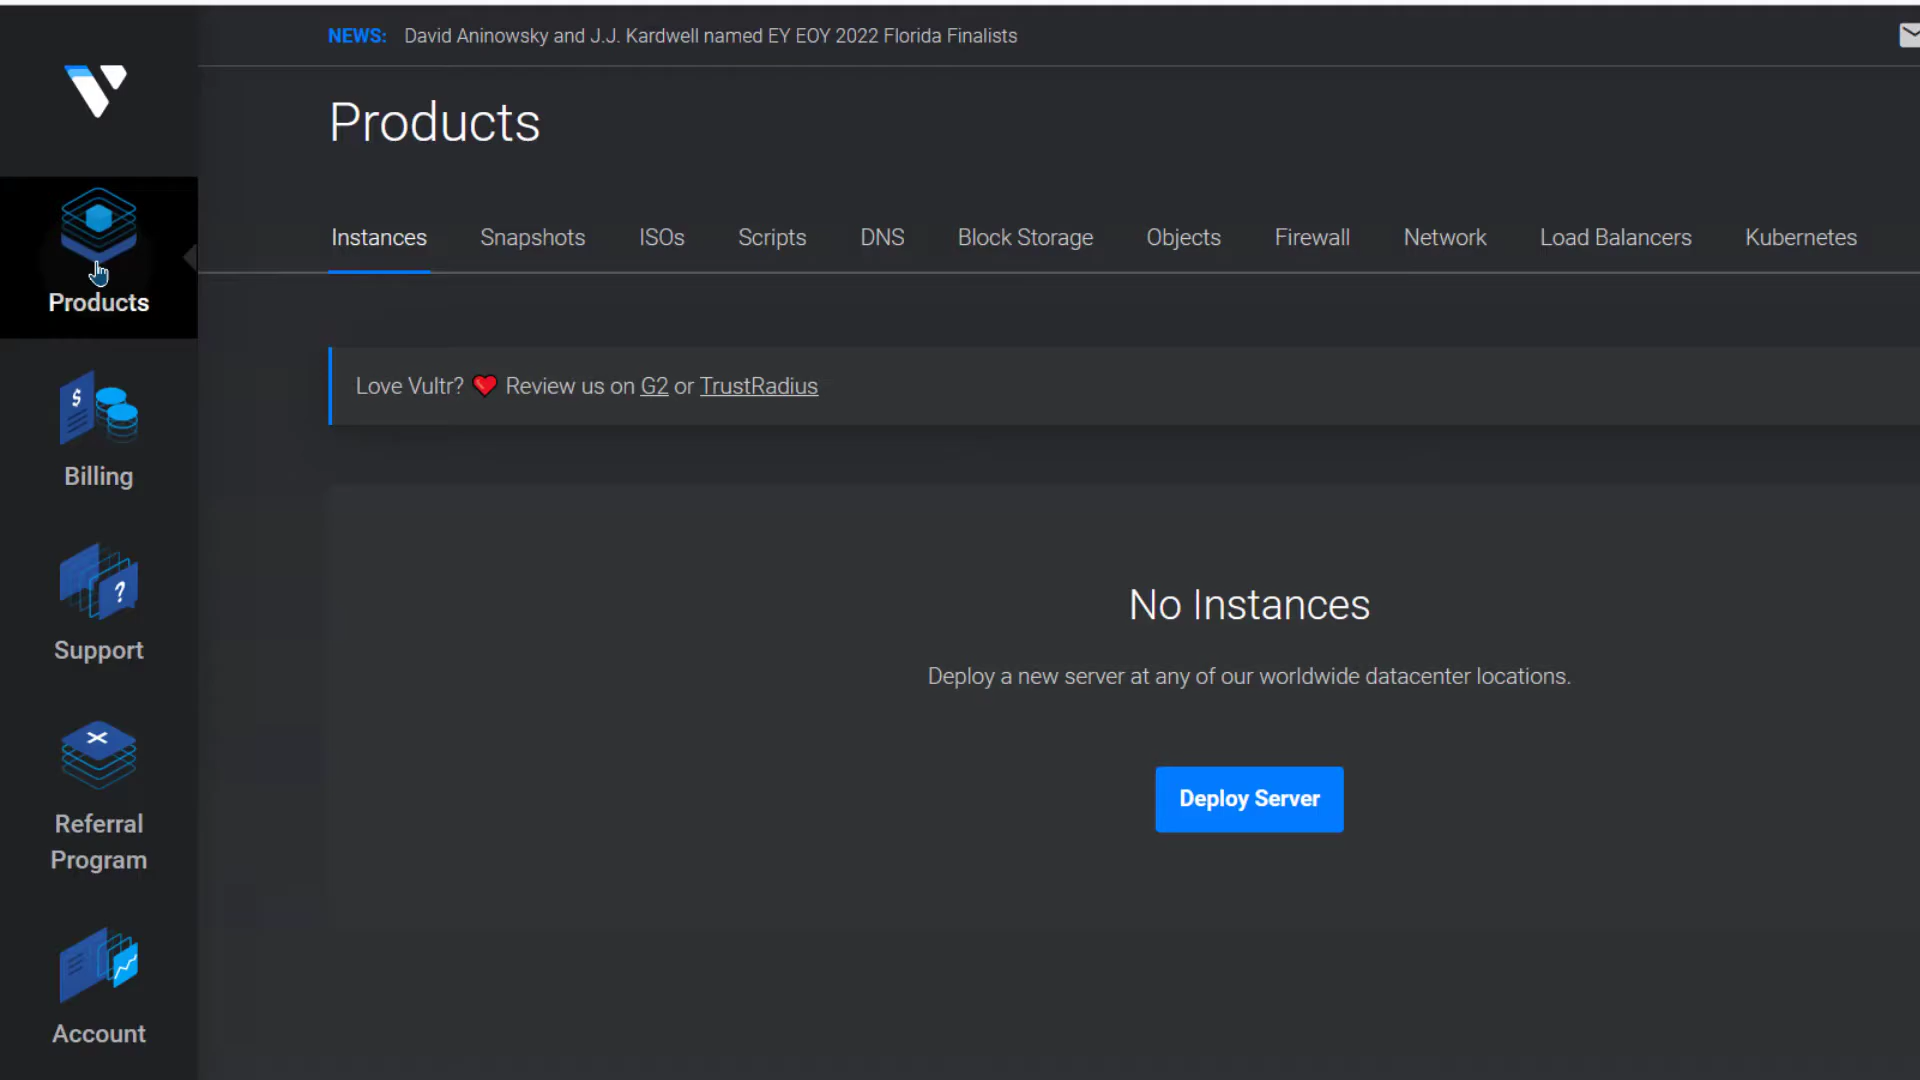 NEWS: David Aninowsky and J.J. Kardwell named EY EOY 2022 Florida Finalists
Products
Instances Snapshots ISOs Scripts DNS Block Storage Objects Firewall Network Load Balancers Kubernetes
Products
Billing
Support
Referral
Program
Account
Love Vultr? ❤️ Review us on G2 or TrustRadius
No Instances
Deploy a new server at any of our worldwide datacenter locations.
Deploy Server